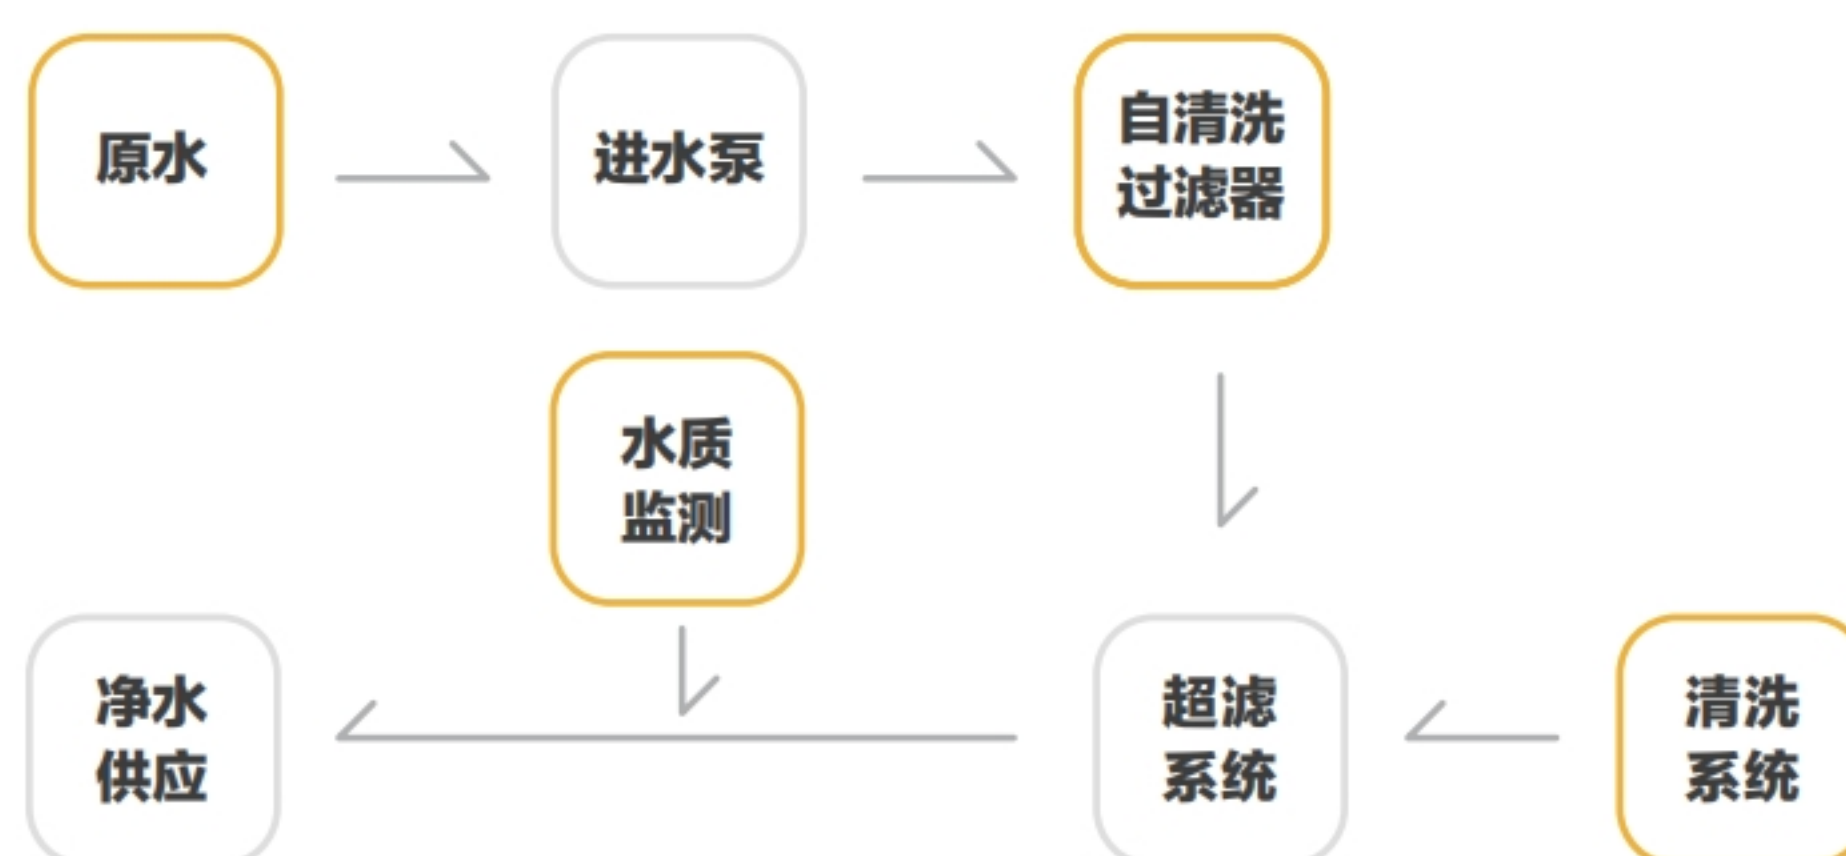 原水
进水泵
自清洗
过滤器
水质
监测
净水
供应
超滤
系统
清洗
系统